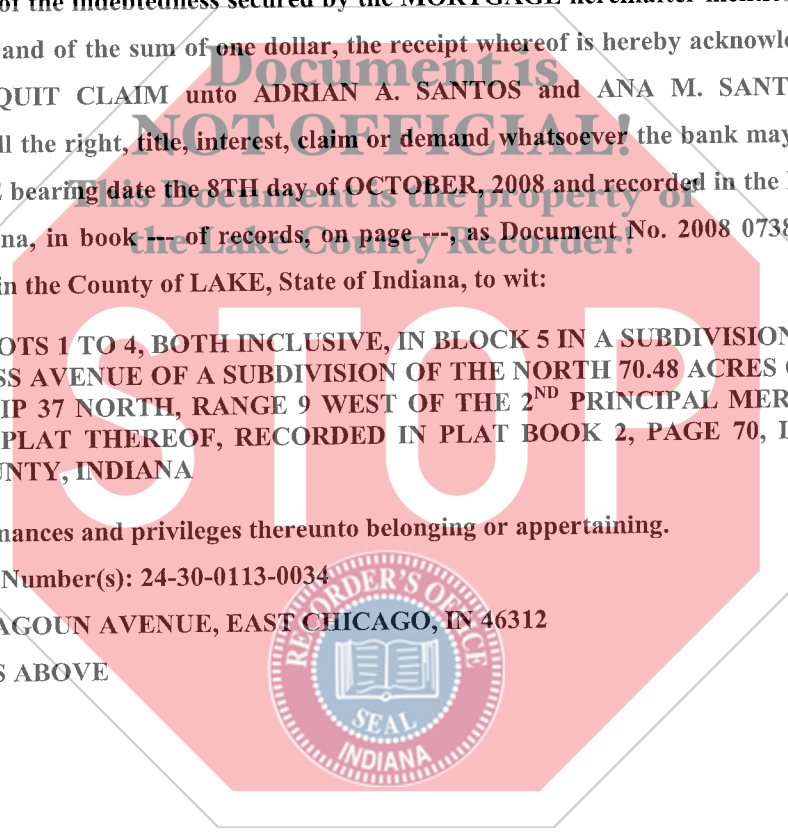 of the indebtedness secured by the MORTGAGE hereinafter
and of the sum of one dollar, the receipt whereof is hereby acknowl
QUIT CLAIM unto ADRIAN A. SANTOS and ANA M. SANT
ll the right, title, interest, claim or demand whatsoever the bank may
E bearing date the 8TH day of OCTOBER, 2008 and recorded in the
na, in book --- of records, on page ---, as Document No. 2008 0738
in the County of LAKE, State of Indiana, to wit:
OTS 1 TO 4, BOTH INCLUSIVE, IN BLOCK 5 IN A SUBDIVISION
SS AVENUE OF A SUBDIVISION OF THE NORTH 70.48 ACRES
IP 37 NORTH, RANGE 9 WEST OF THE 2ND PRINCIPAL MER
PLAT THEREOF, RECORDED IN PLAT BOOK 2, PAGE 70, I
UNTY, INDIANA
nances and privileges thereunto belonging or appertaining.
Number(s): 24-30-0113-0034
AGOUN AVENUE, EAST CHICAGO, IN 46312
S ABOVE
Document is
NOT OFFICIAL!
This Document is the property of
the Lake County Recorder!
STOP
RECORDER'S OFFICE
SEAL
INDIANA